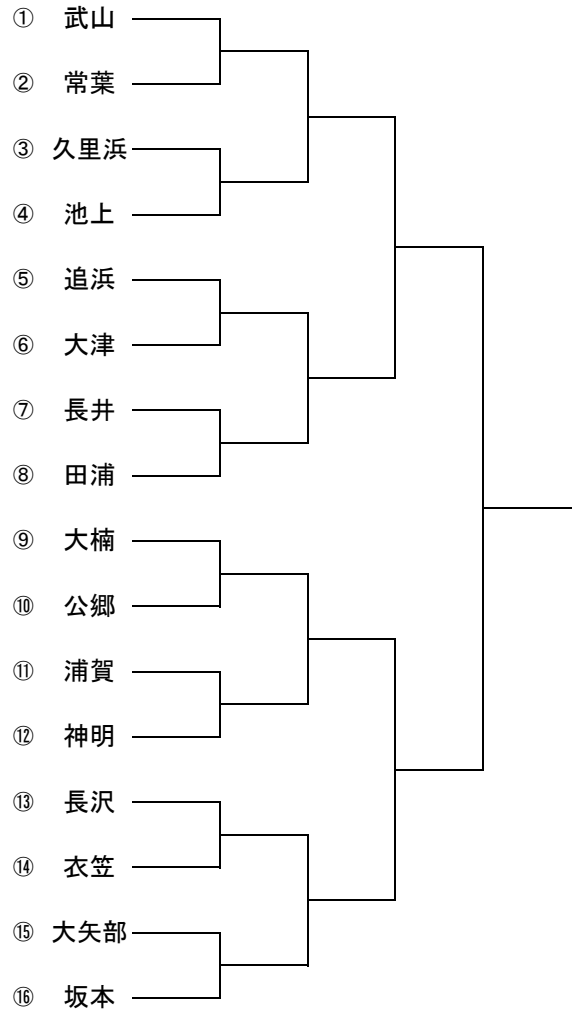 ① 武山
② 常葉
③ 久里浜
④ 池上
⑤ 追浜
⑥ 大津
⑦ 長井
⑧ 田浦
⑨ 大楠
⑩ 公郷
⑪ 浦賀
⑫ 神明
⑬ 長沢
⑭ 衣笠
⑮ 大矢部
⑯ 坂本